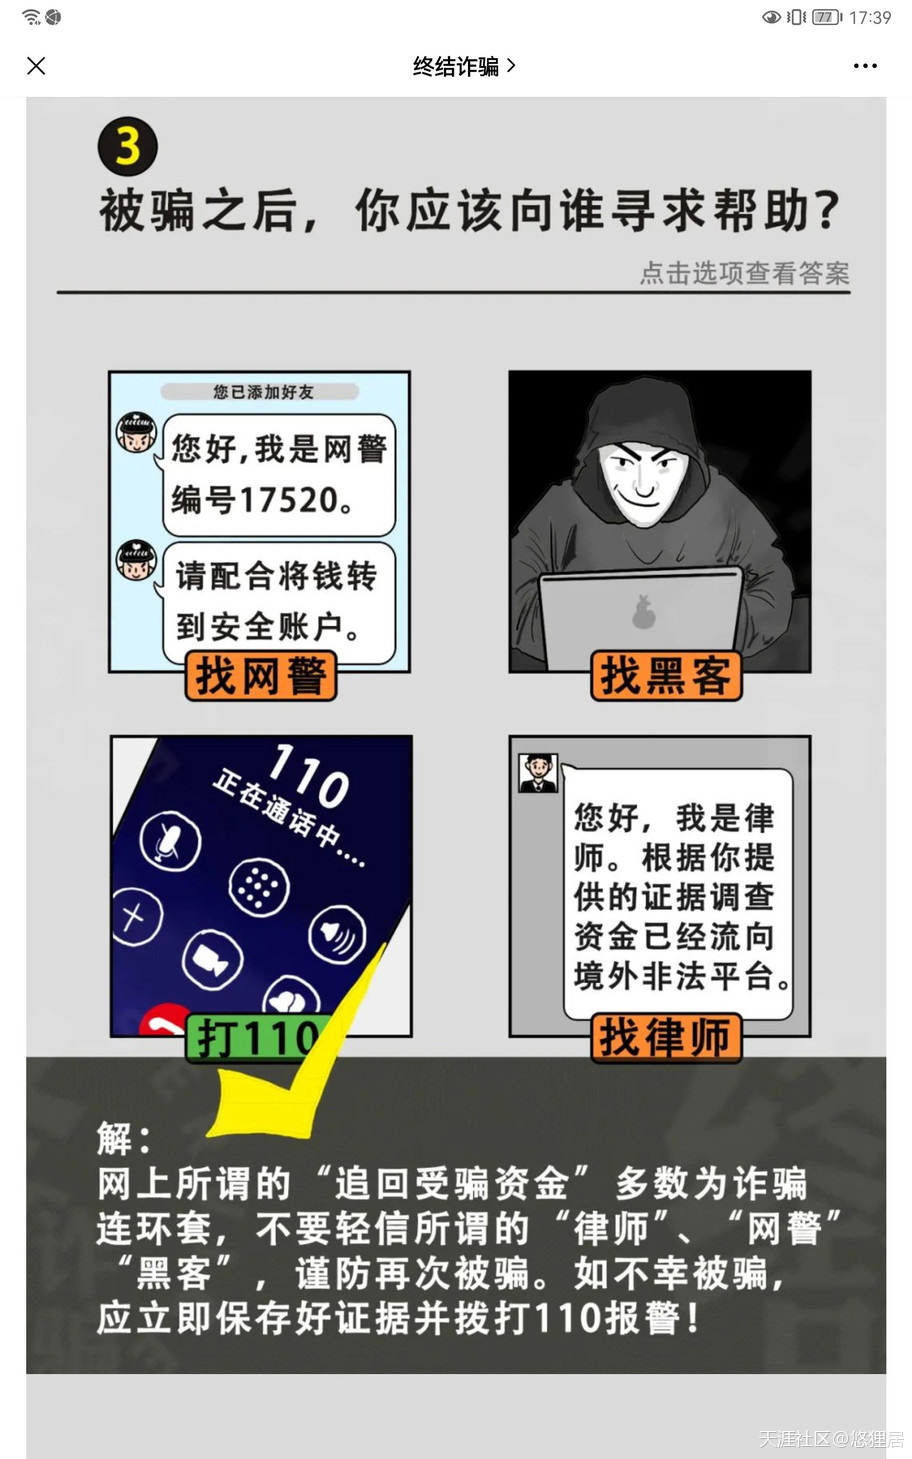 77 17:39
终结诈骗
3
被骗之后，你应该向谁寻求帮助?
点击选项查看答案
您已添加好友
您好,我是网警
编号17520。
请配合将钱转
到安全账户。
找网警
找黑客
110
正在通话中....
打110
您好，我是律
师。根据你提
供的证据调查
资金已经流向
境外非法平台。
找律师
解：
网上所谓的“追回受骗资金”多数为诈骗
连环套，不要轻信所谓的“律师”、“网警”
“黑客”，谨防再次被骗。如不幸被骗，
应立即保存好证据并拨打110报警！
天涯社区@悠狸居